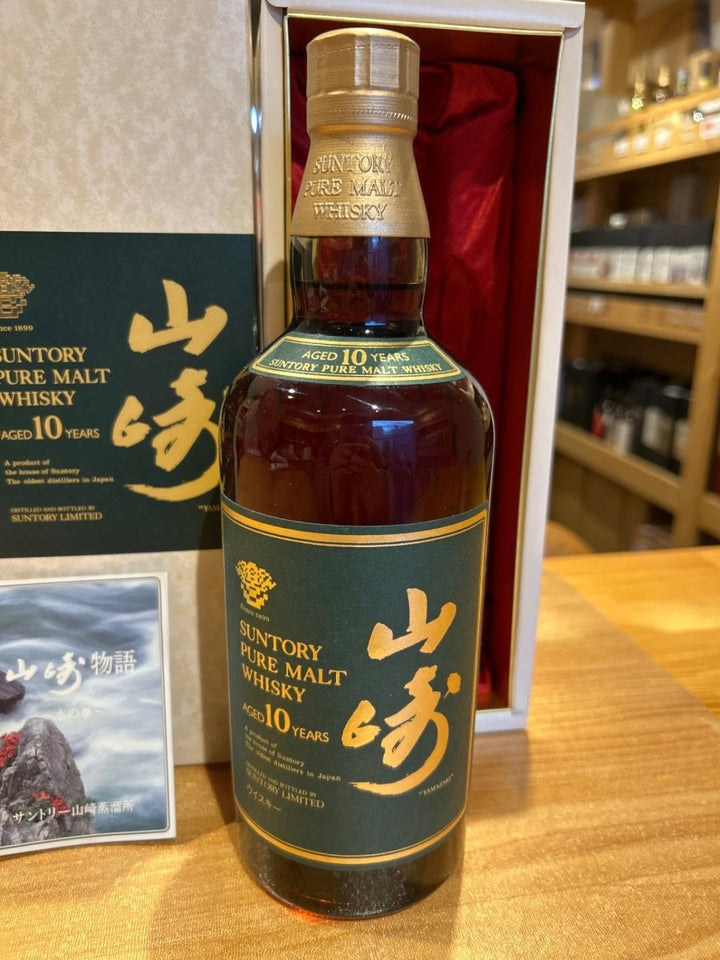 SUNTORY
PURE MALT
WHISKY
AGED 10 YEARS
SUNTORY PURE MALT WHISKY
Since 1899
山崎
SUNTORY
PURE MALT
WHISKY
AGED 10 YEARS
A product of
the house of Suntory
The oldest distillers in Japan
DISTILLED AND BOTTLED BY
SUNTORY LIMITED
ウイスキー
"YAMAZAKI"
since 1899
山崎
SUNTORY
PURE MALT
WHISKY
AGED 10 YEARS
A product of
the house of Suntory
The oldest distillers in Japan
DISTILLED AND BOTTLED BY
SUNTORY LIMITED
山崎物語
水の巻~
サントリー山崎蒸溜所